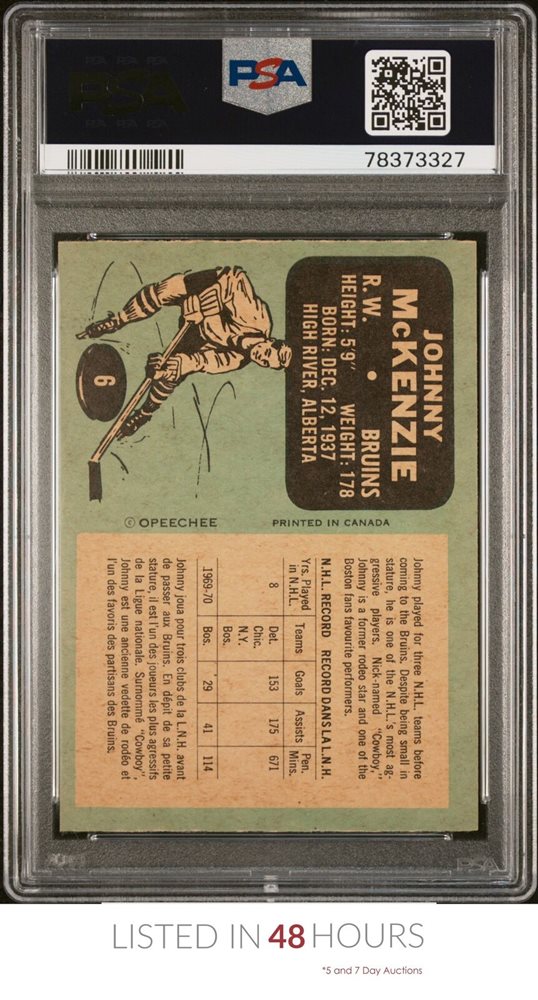 PSA
78373327
JOHNNY
McKENZIE
R. W. • BRUINS
HEIGHT: 5'9" WEIGHT: 178
BORN: DEC. 12, 1937
HIGH RIVER, ALBERTA
6
© OPEECHEE PRINTED IN CANADA
Johnny played for three N.H.L. teams before
coming to the Bruins. Despite being small in
stature, he is one of the N.H.L.'s most ag-
gressive players. Nick-named "Cowboy,"
Johnny is a former rodeo star and one of the
Boston fans favourite performers.
N.H.L. RECORD RECORD DANS LA L.N.H.
Yrs. Played Teams Goals Assists Pen.
in N.H.L. Mins.
8 Det. 153 175 671
Chic.
N.Y.
Bos.
1969-70 Bos. 29 41 114
Johnny joua pour trois clubs de la L.N.H. avant
de passer aux Bruins. En dépit de sa petite
stature, il est l'un des joueurs les plus agressifs
de la Ligue nationale. Surnommé "Cowboy,"
Johnny est une ancienne vedette de rodéo et
l'un des favoris des partisans des Bruins.
PSA
LISTED IN 48 HOURS
*5 and 7 Day Auctions